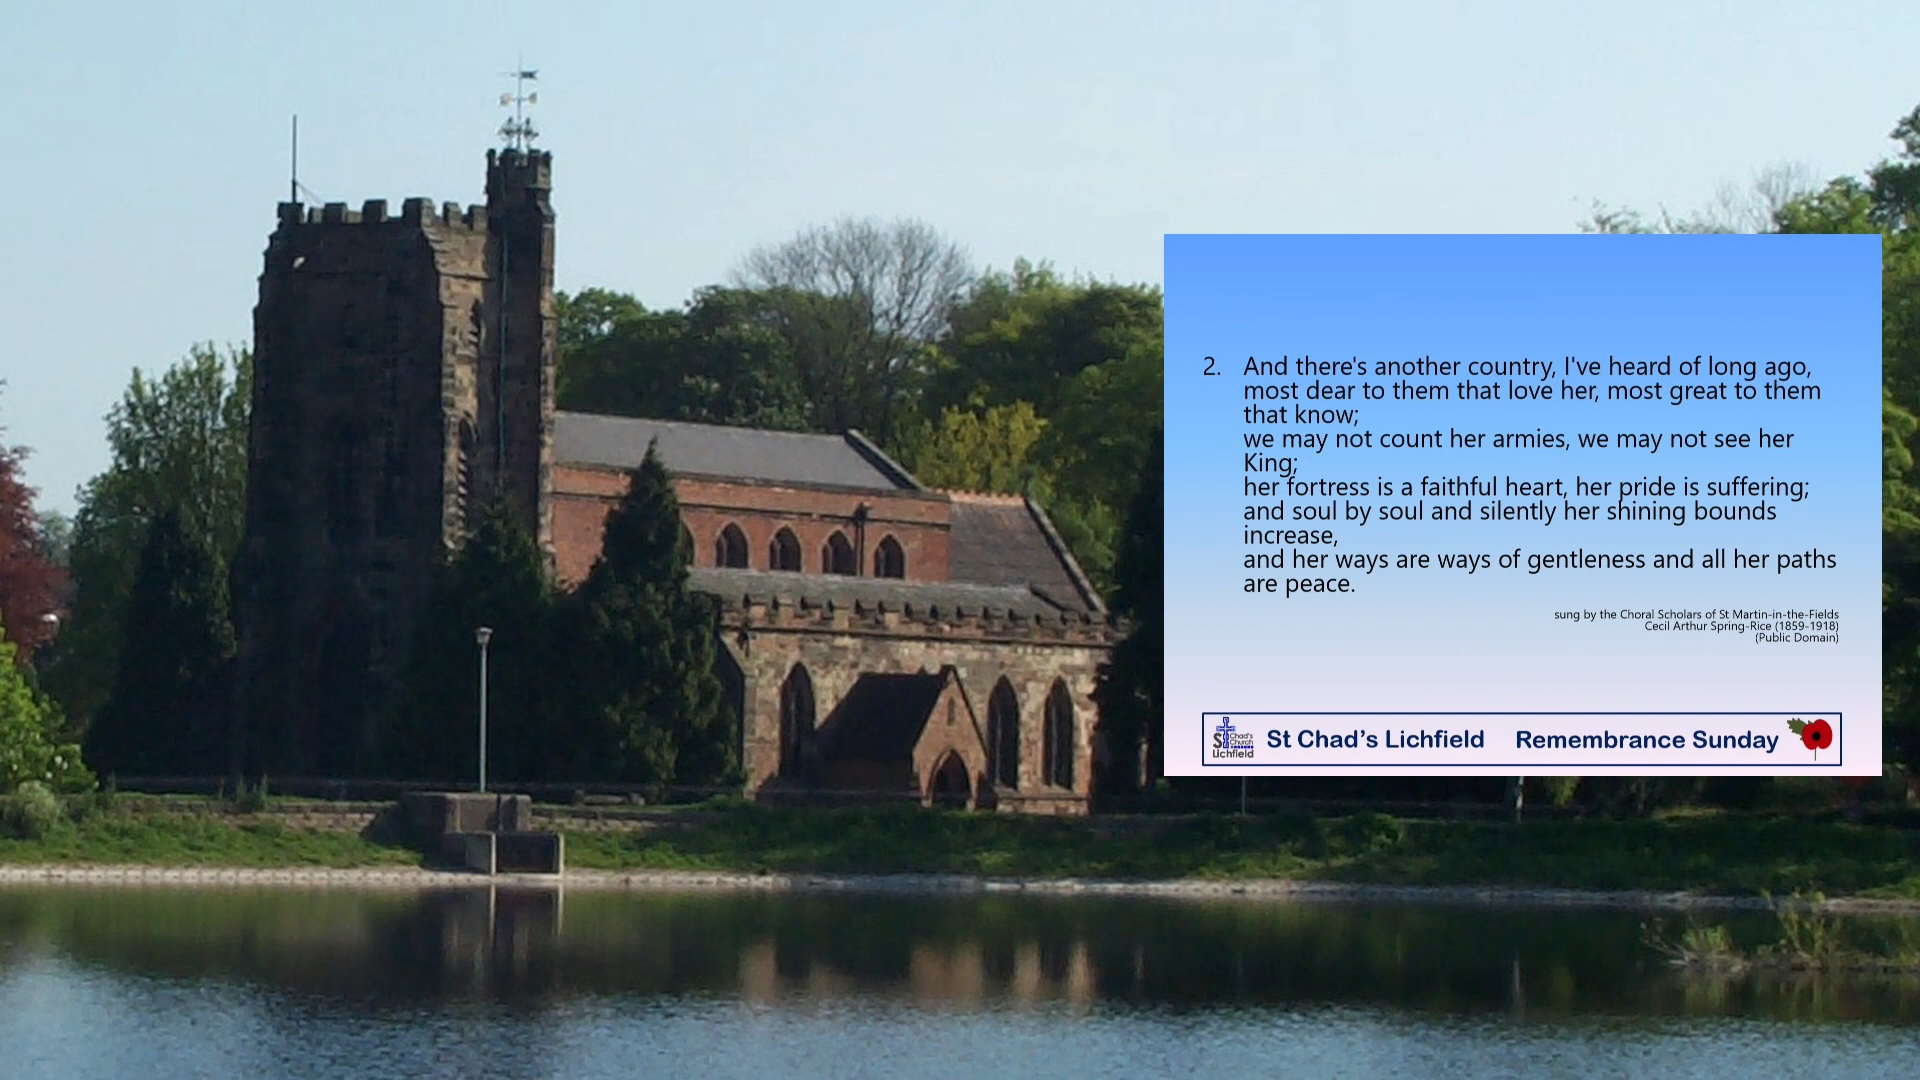 2. And there's another country, I've heard of long ago,
most dear to them that love her, most great to them
that know;
we may not count her armies, we may not see her
King;
her fortress is a faithful heart, her pride is suffering;
and soul by soul and silently her shining bounds
increase,
and her ways are ways of gentleness and all her paths
are peace.
sung by the Choral Scholars of St Martin-in-the-Fields
Cecil Arthur Spring-Rice (1859-1918)
(Public Domain)
St Chad's Church Lichfield
St Chad’s Lichfield Remembrance Sunday